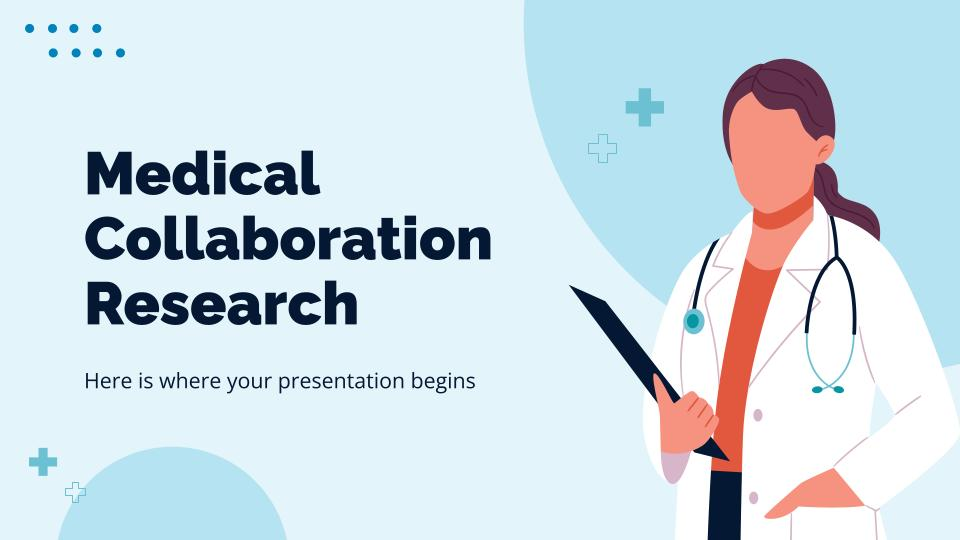 Medical
Collaboration
Research
Here is where your presentation begins